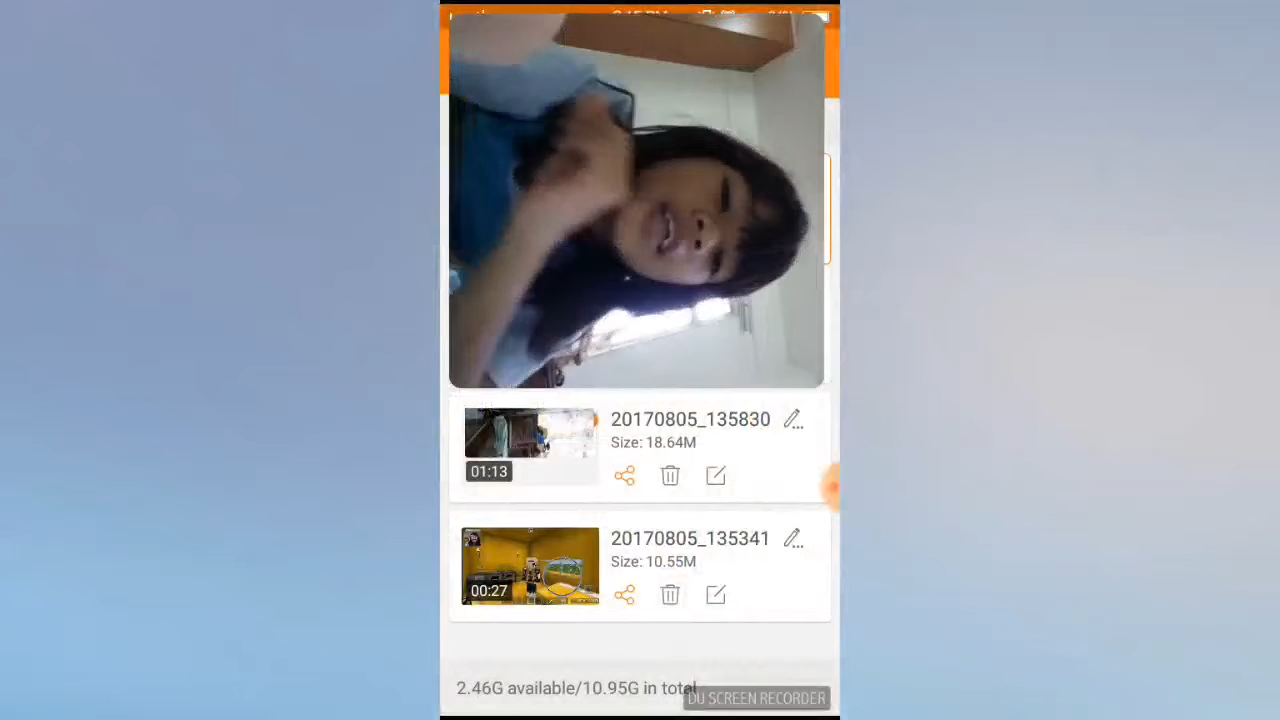 20170805_135830
Size: 18.64M
01:13
20170805_135341
Size: 10.55M
00:27
2.46G available/10.95G in total
DU SCREEN RECORDER